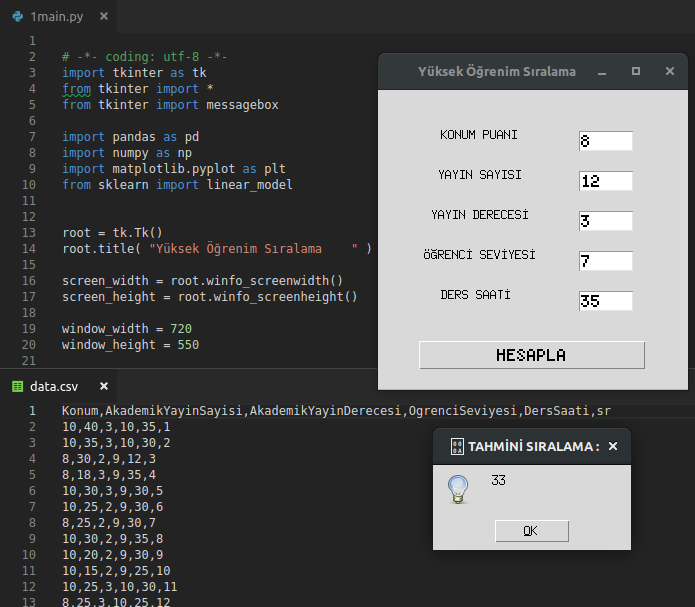 1main.py ×
1
2 # -*- coding: utf-8 -*-
3 import tkinter as tk
4 from tkinter import *
5 from tkinter import messagebox
6
7 import pandas as pd
8 import numpy as np
9 import matplotlib.pyplot as plt
10 from sklearn import linear_model
11
12
13 root = tk.Tk()
14 root.title( "Yüksek Öğrenim Sıralama    " )
15
16 screen_width = root.winfo_screenwidth()
17 screen_height = root.winfo_screenheight()
18
19 window_width = 720
20 window_height = 550
21
Yüksek Öğrenim Sıralama
KONUM PUANI 8
YAYIN SAYISI 12
YAYIN DERECESİ 3
ÖĞRENCİ SEVİYESİ 7
DERS SAATİ 35
HESAPLA
data.csv ×
1 Konum,AkademikYayinSayisi,AkademikYayinDerecesi,OgrenciSeviyesi,DersSaati,sr
2 10,40,3,10,35,1
3 10,35,3,10,30,2
4 8,30,2,9,12,3
5 8,18,3,9,35,4
6 10,30,3,9,30,5
7 10,25,2,9,30,6
8 8,25,2,9,30,7
9 10,30,2,9,35,8
10 10,20,2,9,30,9
11 10,15,2,9,25,10
12 10,25,3,10,30,11
13 8,25,3,10,25,12
TAHMİNİ SIRALAMA :
33
OK